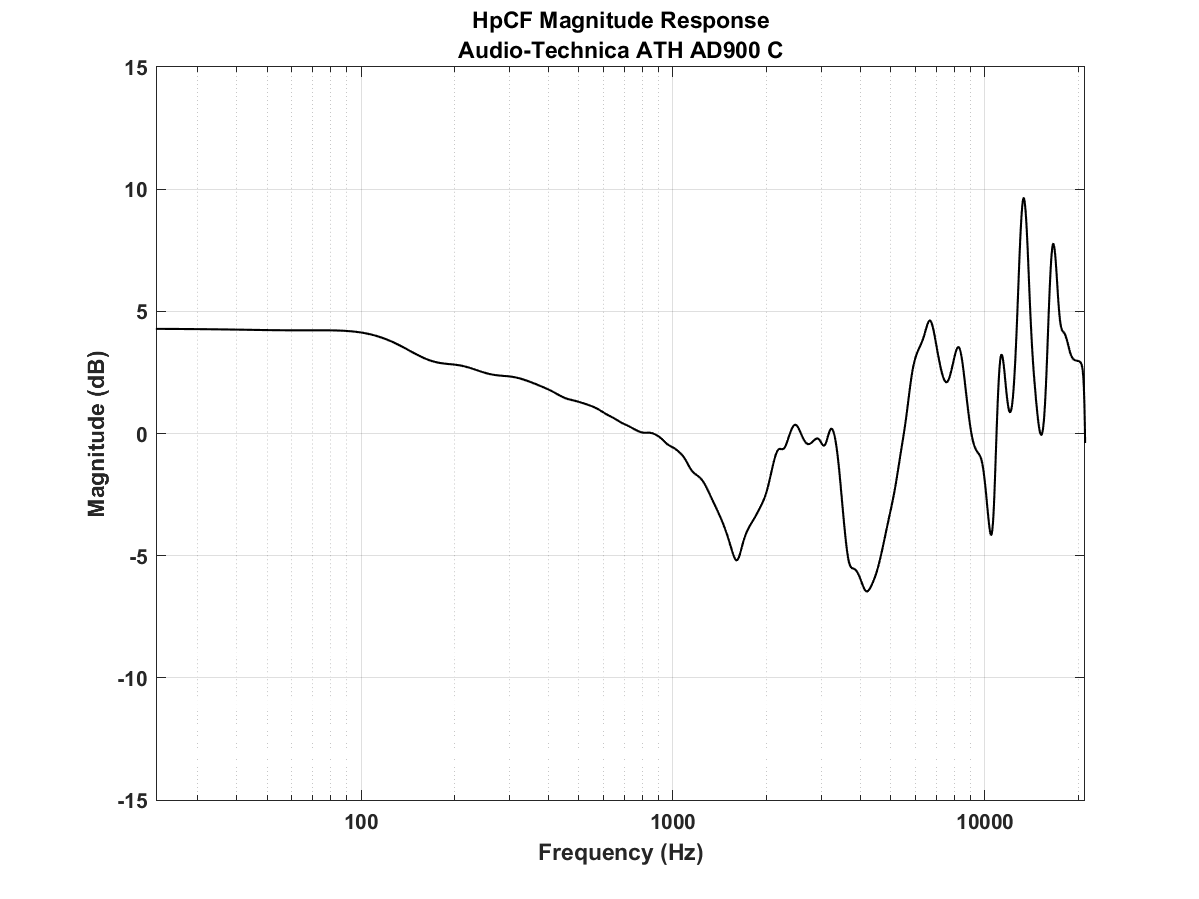 HpCF Magnitude Response
Audio-Technica ATH AD900 C
15
10
5
0
-5
-10
-15
Magnitude (dB)
100 1000 10000
Frequency (Hz)